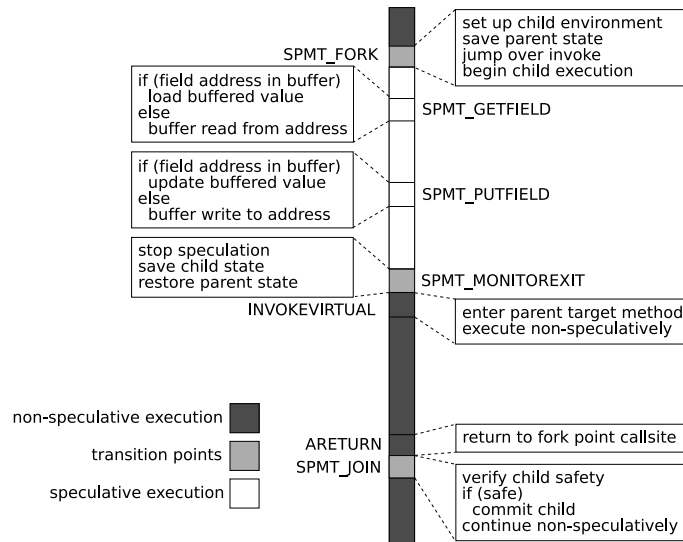 set up child environment
save parent state
jump over invoke
begin child execution
SPMT_FORK
if (field address in buffer)
load buffered value
else
buffer read from address
SPMT_GETFIELD
if (field address in buffer)
update buffered value
else
buffer write to address
SPMT_PUTFIELD
stop speculation
save child state
restore parent state
SPMT_MONITOREXIT
INVOKEVIRTUAL
enter parent target method
execute non-speculatively
non-speculative execution
transition points
speculative execution
ARETURN
return to fork point callsite
SPMT_JOIN
verify child safety
if (safe)
commit child
continue non-speculatively